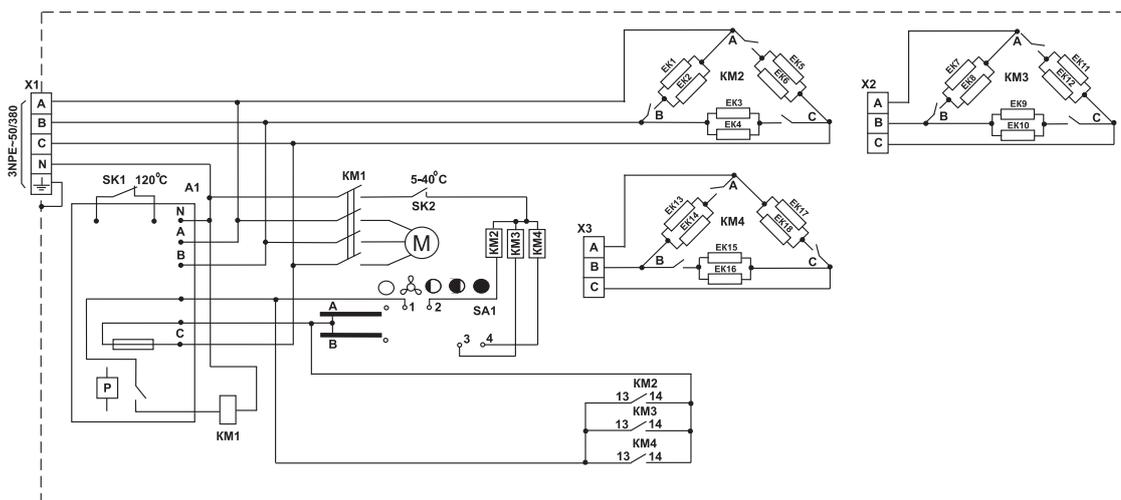 X1
3NPE~50/380
A
B
C
N
SK1 120°C
A1
N
A
B
C
P
KM1
KM1
5-40°C
SK2
M
KM2
KM3
KM4
1
2
SA1
A
B
3
4
KM2
13 14
KM3
13 14
KM4
13 14
A
EK1
EK2
EK5
EK6
KM2
EK3
EK4
B
C
X2
A
B
C
A
EK7
EK8
EK11
EK12
KM3
EK9
EK10
B
C
X3
A
B
C
A
EK13
EK14
EK17
EK18
KM4
EK15
EK16
B
C